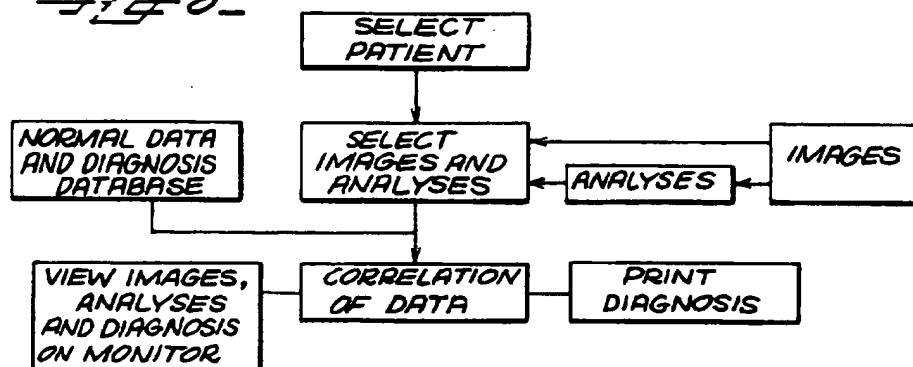 SELECT
PATIENT
NORMAL DATA
AND DIAGNOSIS
DATABASE
SELECT
IMAGES AND
ANALYSES
ANALYSES
IMAGES
VIEW IMAGES,
ANALYSES
AND DIAGNOSIS
ON MONITOR
CORRELATION
OF DATA
PRINT
DIAGNOSIS